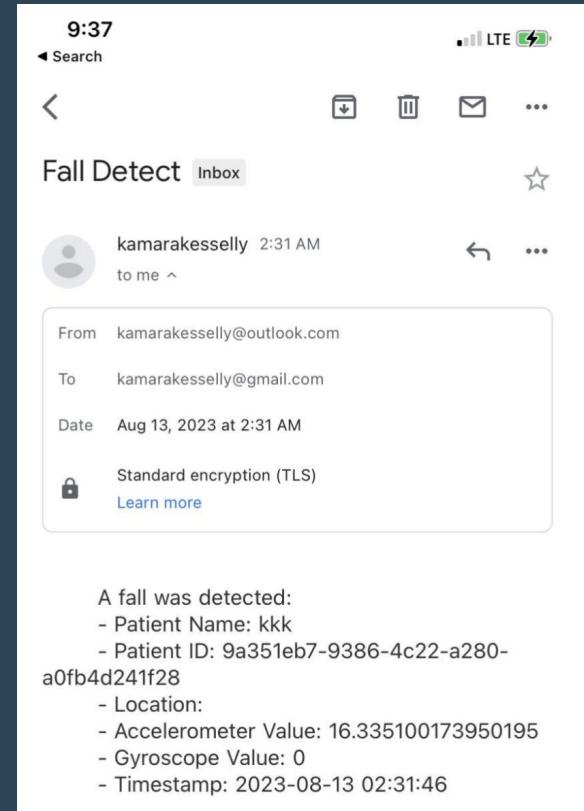 9:37
LTE
◀ Search
Fall Detect Inbox
kamarakesselly 2:31 AM
to me
From kamarakesselly@outlook.com
To kamarakesselly@gmail.com
Date Aug 13, 2023 at 2:31 AM
Standard encryption (TLS)
Learn more
A fall was detected:
- Patient Name: kkk
- Patient ID: 9a351eb7-9386-4c22-a280-
a0fb4d241f28
- Location:
- Accelerometer Value: 16.335100173950195
- Gyroscope Value: 0
- Timestamp: 2023-08-13 02:31:46